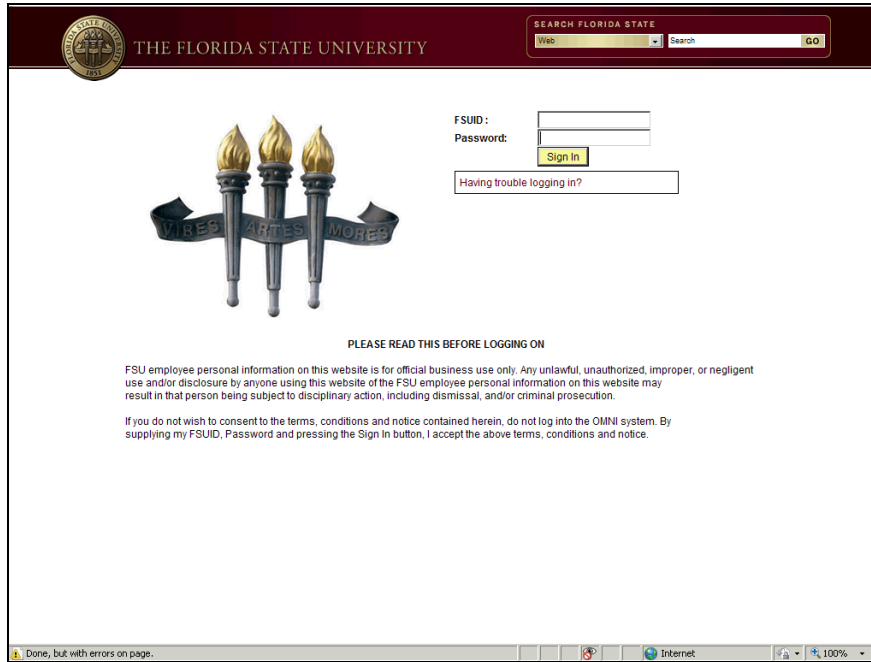 SEARCH FLORIDA STATE
Web Search GO
THE FLORIDA STATE UNIVERSITY
FLORIDA STATE UNIVERSITY
1851
FSUID :
Password:
Sign In
Having trouble logging in?
VIRES ARTES MORES
PLEASE READ THIS BEFORE LOGGING ON
FSU employee personal information on this website is for official business use only. Any unlawful, unauthorized, improper, or negligent
use and/or disclosure by anyone using this website of the FSU employee personal information on this website may
result in that person being subject to disciplinary action, including dismissal, and/or criminal prosecution.
If you do not wish to consent to the terms, conditions and notice contained herein, do not log into the OMNI system. By
supplying my FSUID, Password and pressing the Sign In button, I accept the above terms, conditions and notice.
Done, but with errors on page. Internet 100%